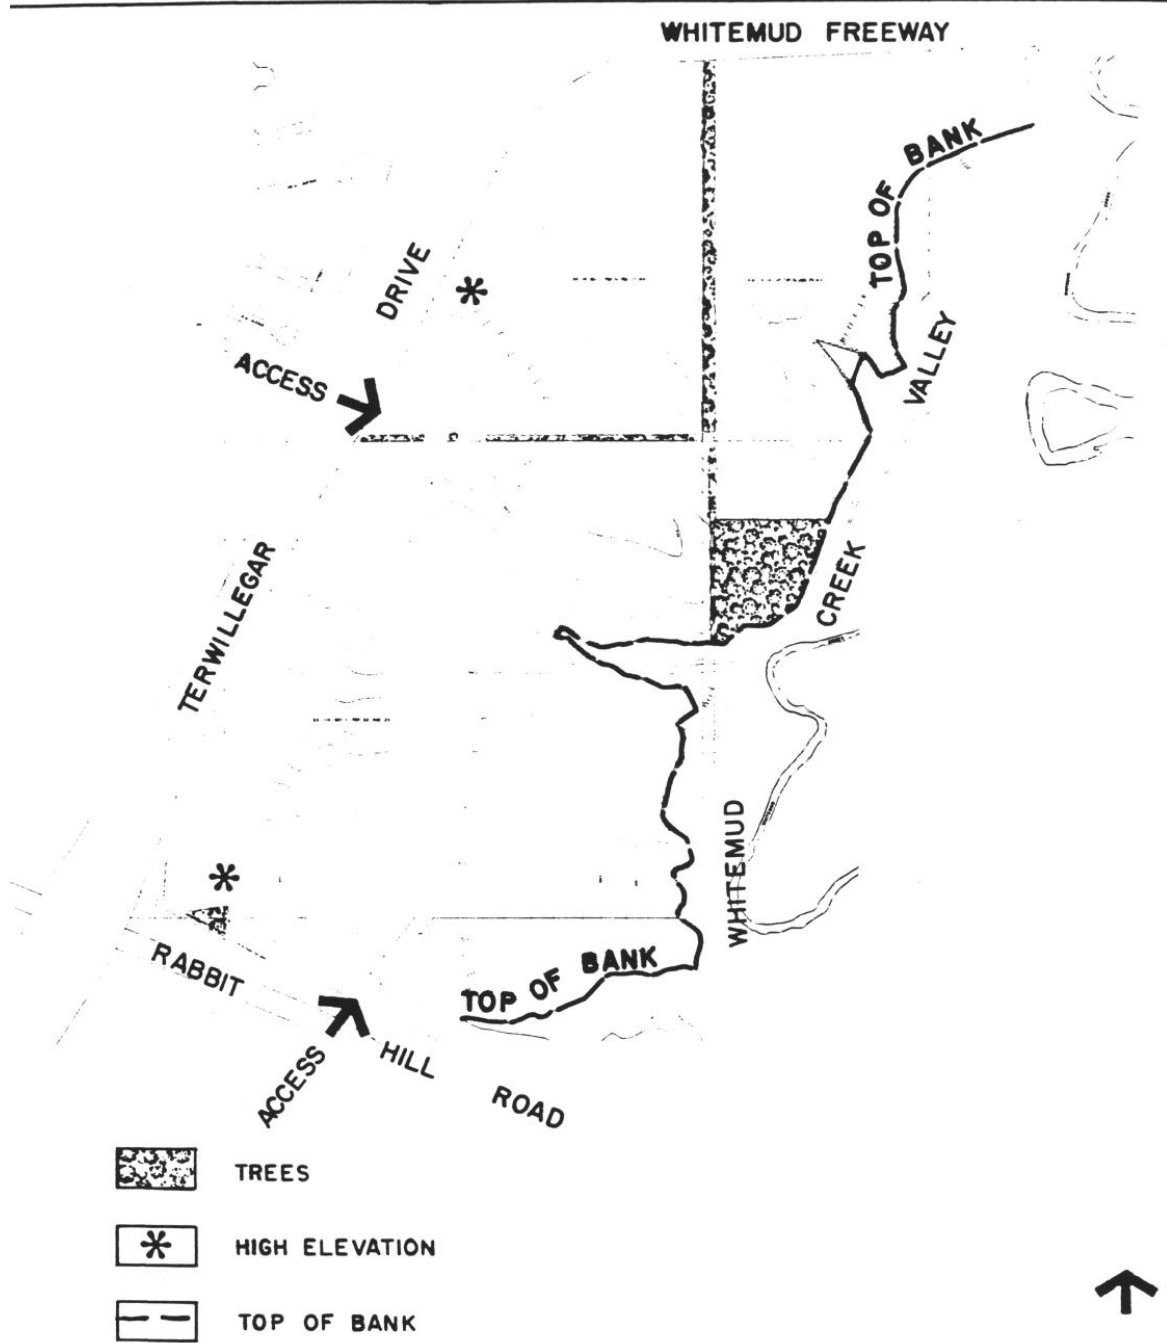 WHITEMUD FREEWAY
TOP OF BANK
DRIVE
ACCESS
VALLEY
TERWILLEGAR
CREEK
WHITEMUD
RABBIT
HILL
ROAD
TOP OF BANK
ACCESS
TREES
HIGH ELEVATION
TOP OF BANK